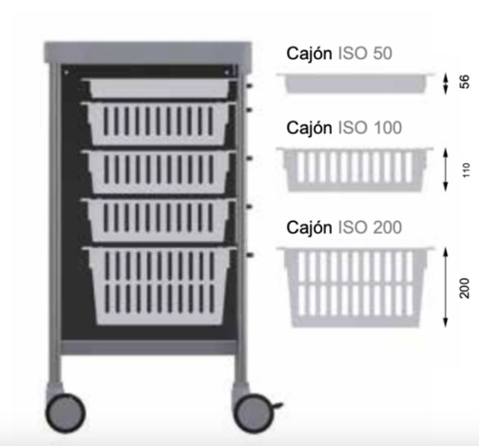 Cajón ISO 50
56
Cajón ISO 100
110
Cajón ISO 200
200